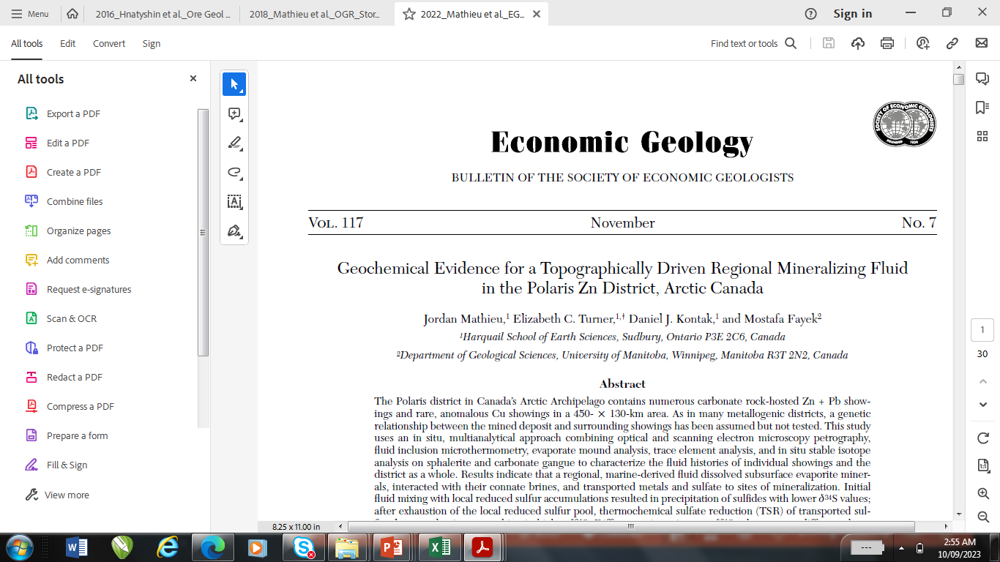 Menu
2016_Hnatyshin et al._Ore Geol ...
2018_Mathieu et al._OGR_Stor...
2022_Mathieu et al._EG...
Sign in
All tools
Edit
Convert
Sign
Find text or tools
All tools
Export a PDF
Edit a PDF
Create a PDF
Combine files
Organize pages
Add comments
Request e-signatures
Scan & OCR
Protect a PDF
Redact a PDF
Compress a PDF
Prepare a form
Fill & Sign
View more
SOCIETY OF ECONOMIC GEOLOGISTS
Economic Geology
BULLETIN OF THE SOCIETY OF ECONOMIC GEOLOGISTS
VOL. 117 November NO. 7
Geochemical Evidence for a Topographically Driven Regional Mineralizing Fluid
in the Polaris Zn District, Arctic Canada
Jordan Mathieu,¹ Elizabeth C. Turner,¹,† Daniel J. Kontak,¹ and Mostafa Fayek²
¹Harquail School of Earth Sciences, Sudbury, Ontario P3E 2C6, Canada
²Department of Geological Sciences, University of Manitoba, Winnipeg, Manitoba R3T 2N2, Canada
Abstract
The Polaris district in Canada's Arctic Archipelago contains numerous carbonate rock-hosted Zn + Pb show-
ings and rare, anomalous Cu showings in a 450- × 130-km area. As in many metallogenic districts, a genetic
relationship between the mined deposit and surrounding showings has been assumed but not tested. This study
uses an in situ, multianalytical approach combining optical and scanning electron microscopy petrography,
fluid inclusion microthermometry, evaporate mound analysis, trace element analysis, and in situ stable isotope
analysis on sphalerite and carbonate gangue to characterize the fluid histories of individual showings and the
district as a whole. Results indicate that a regional, marine-derived fluid dissolved subsurface evaporite miner-
als, interacted with their connate brines, and transported metals and sulfate to sites of mineralization. Initial
fluid mixing with local reduced sulfur accumulations resulted in precipitation of sulfides with lower δ³⁴S values;
after exhaustion of the local reduced sulfur pool, thermochemical sulfate reduction (TSR) of transported sul-
1
30
8.25 x 11.00 in
2:55 AM
10/09/2023